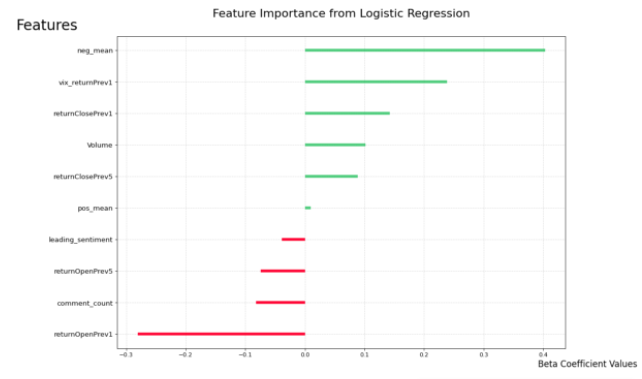 Feature Importance from Logistic Regression
Features
neg_mean
vix_returnPrev1
returnClosePrev1
Volume
returnClosePrev5
pos_mean
leading_sentiment
returnOpenPrev5
comment_count
returnOpenPrev1
−0.3 −0.2 −0.1 0.0 0.1 0.2 0.3 0.4
Beta Coefficient Values